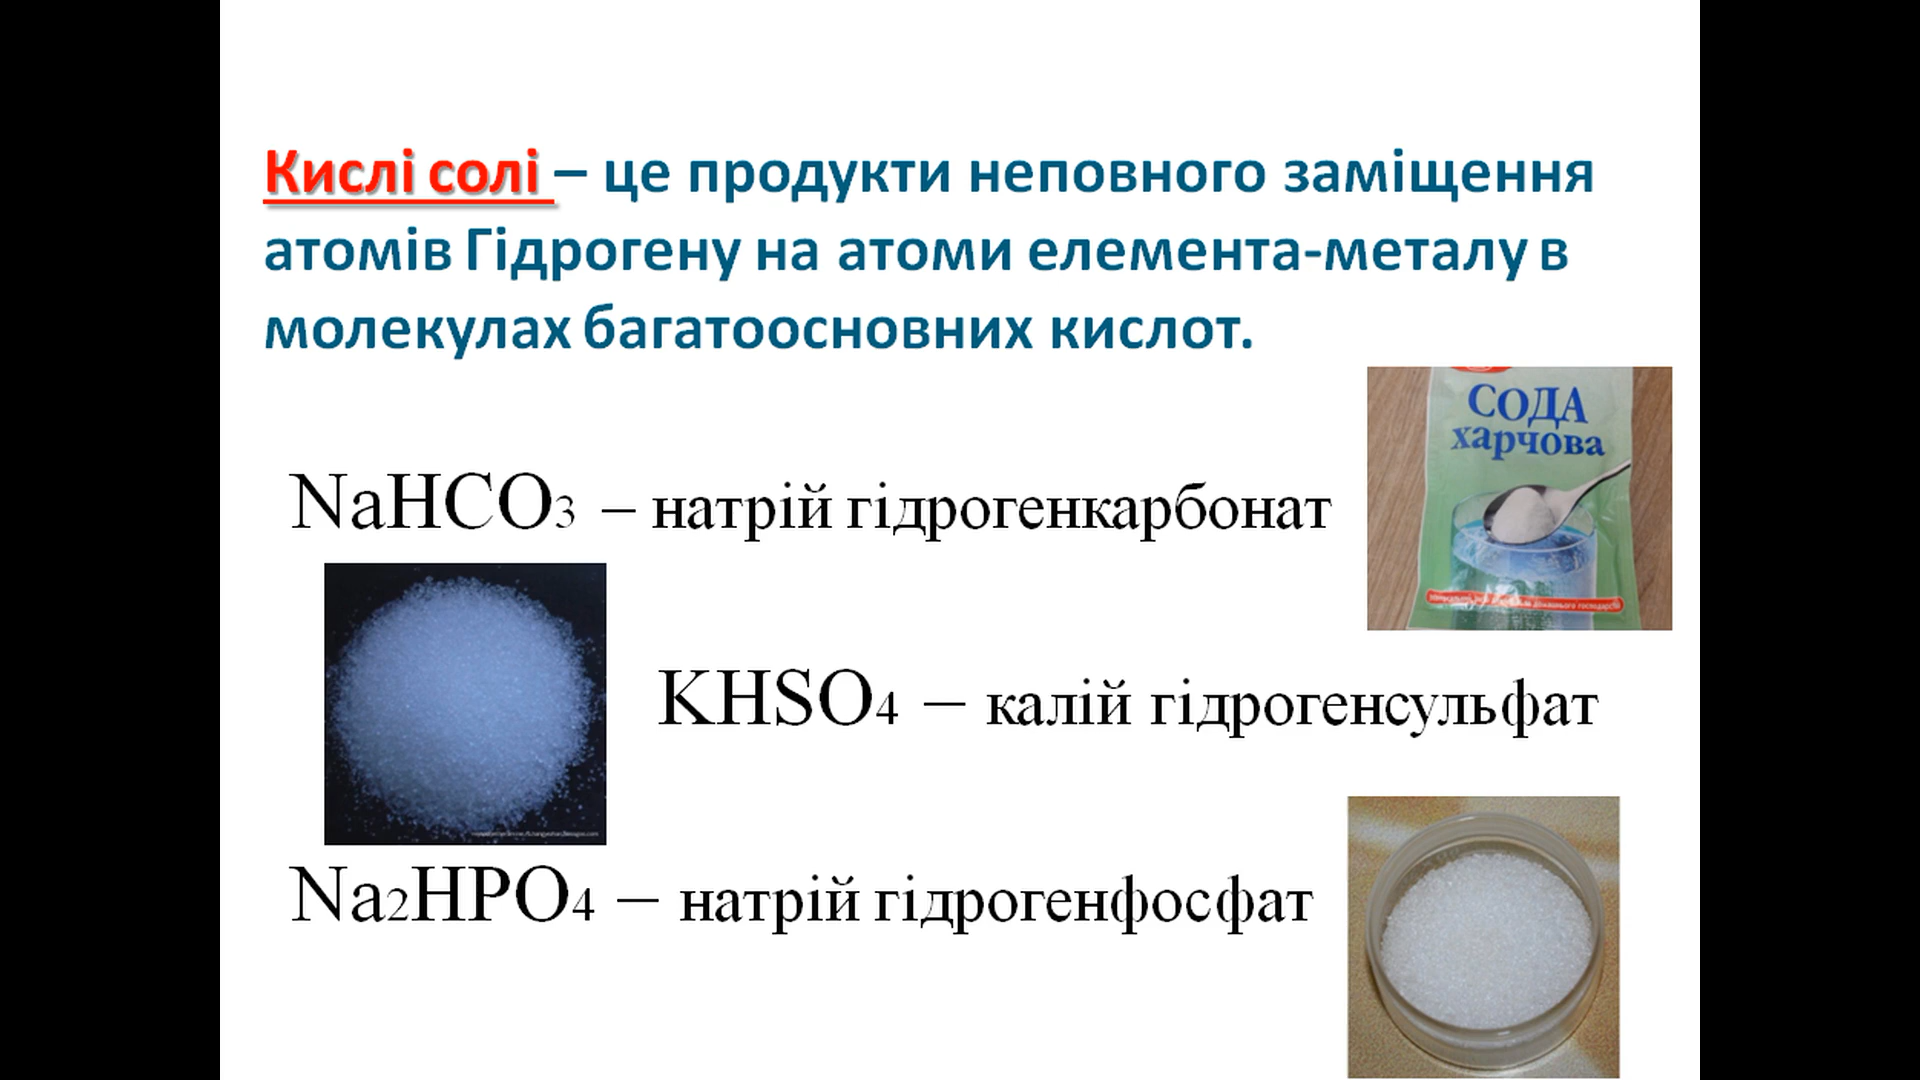 Кислі солі – це продукти неповного заміщення
атомів Гідрогену на атоми елемента-металу в
молекулах багатоосновних кислот.
СОДА
харчова
NaHCO3 – натрій гідрогенкарбонат
KHSO4 – калій гідрогенсульфат
Na2HPO4 – натрій гідрогенфосфат